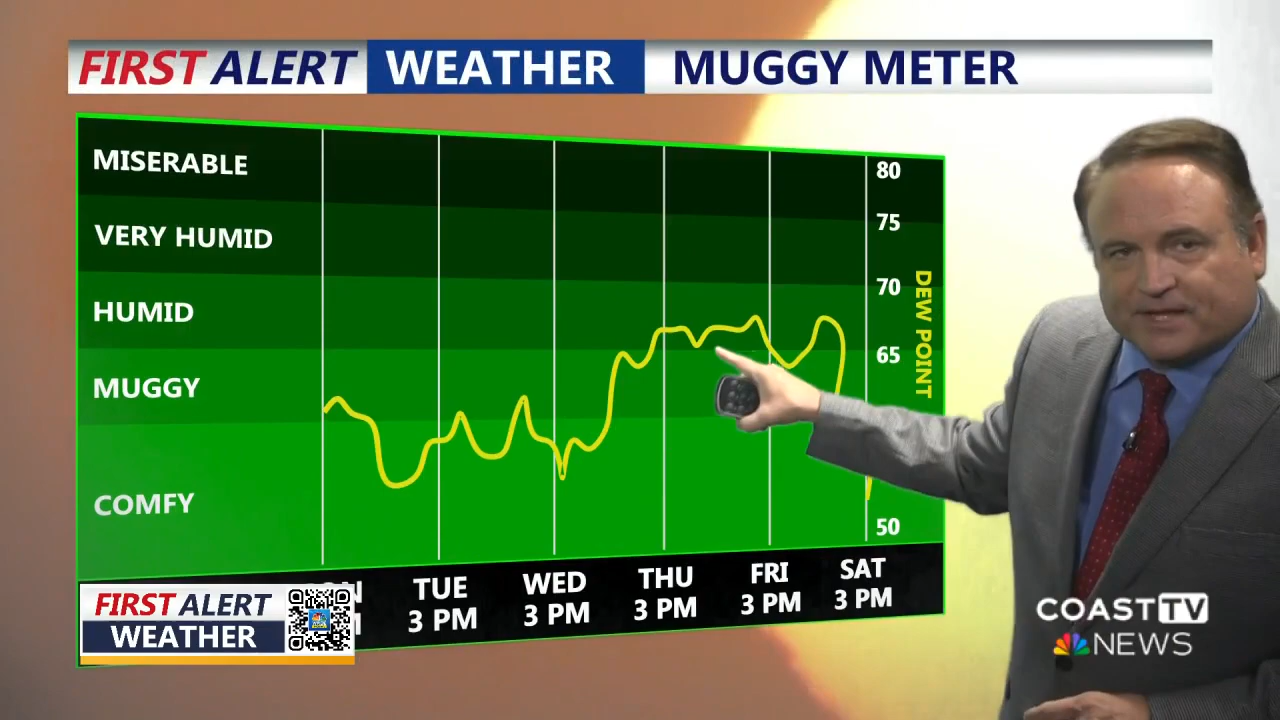 FIRST ALERT WEATHER MUGGY METER
MISERABLE
VERY HUMID
HUMID
MUGGY
COMFY
80
75
70
65
50
DEW POINT
TUE
3 PM
WED
3 PM
THU
3 PM
FRI
3 PM
SAT
3 PM
FIRST ALERT
WEATHER
COAST TV
NEWS